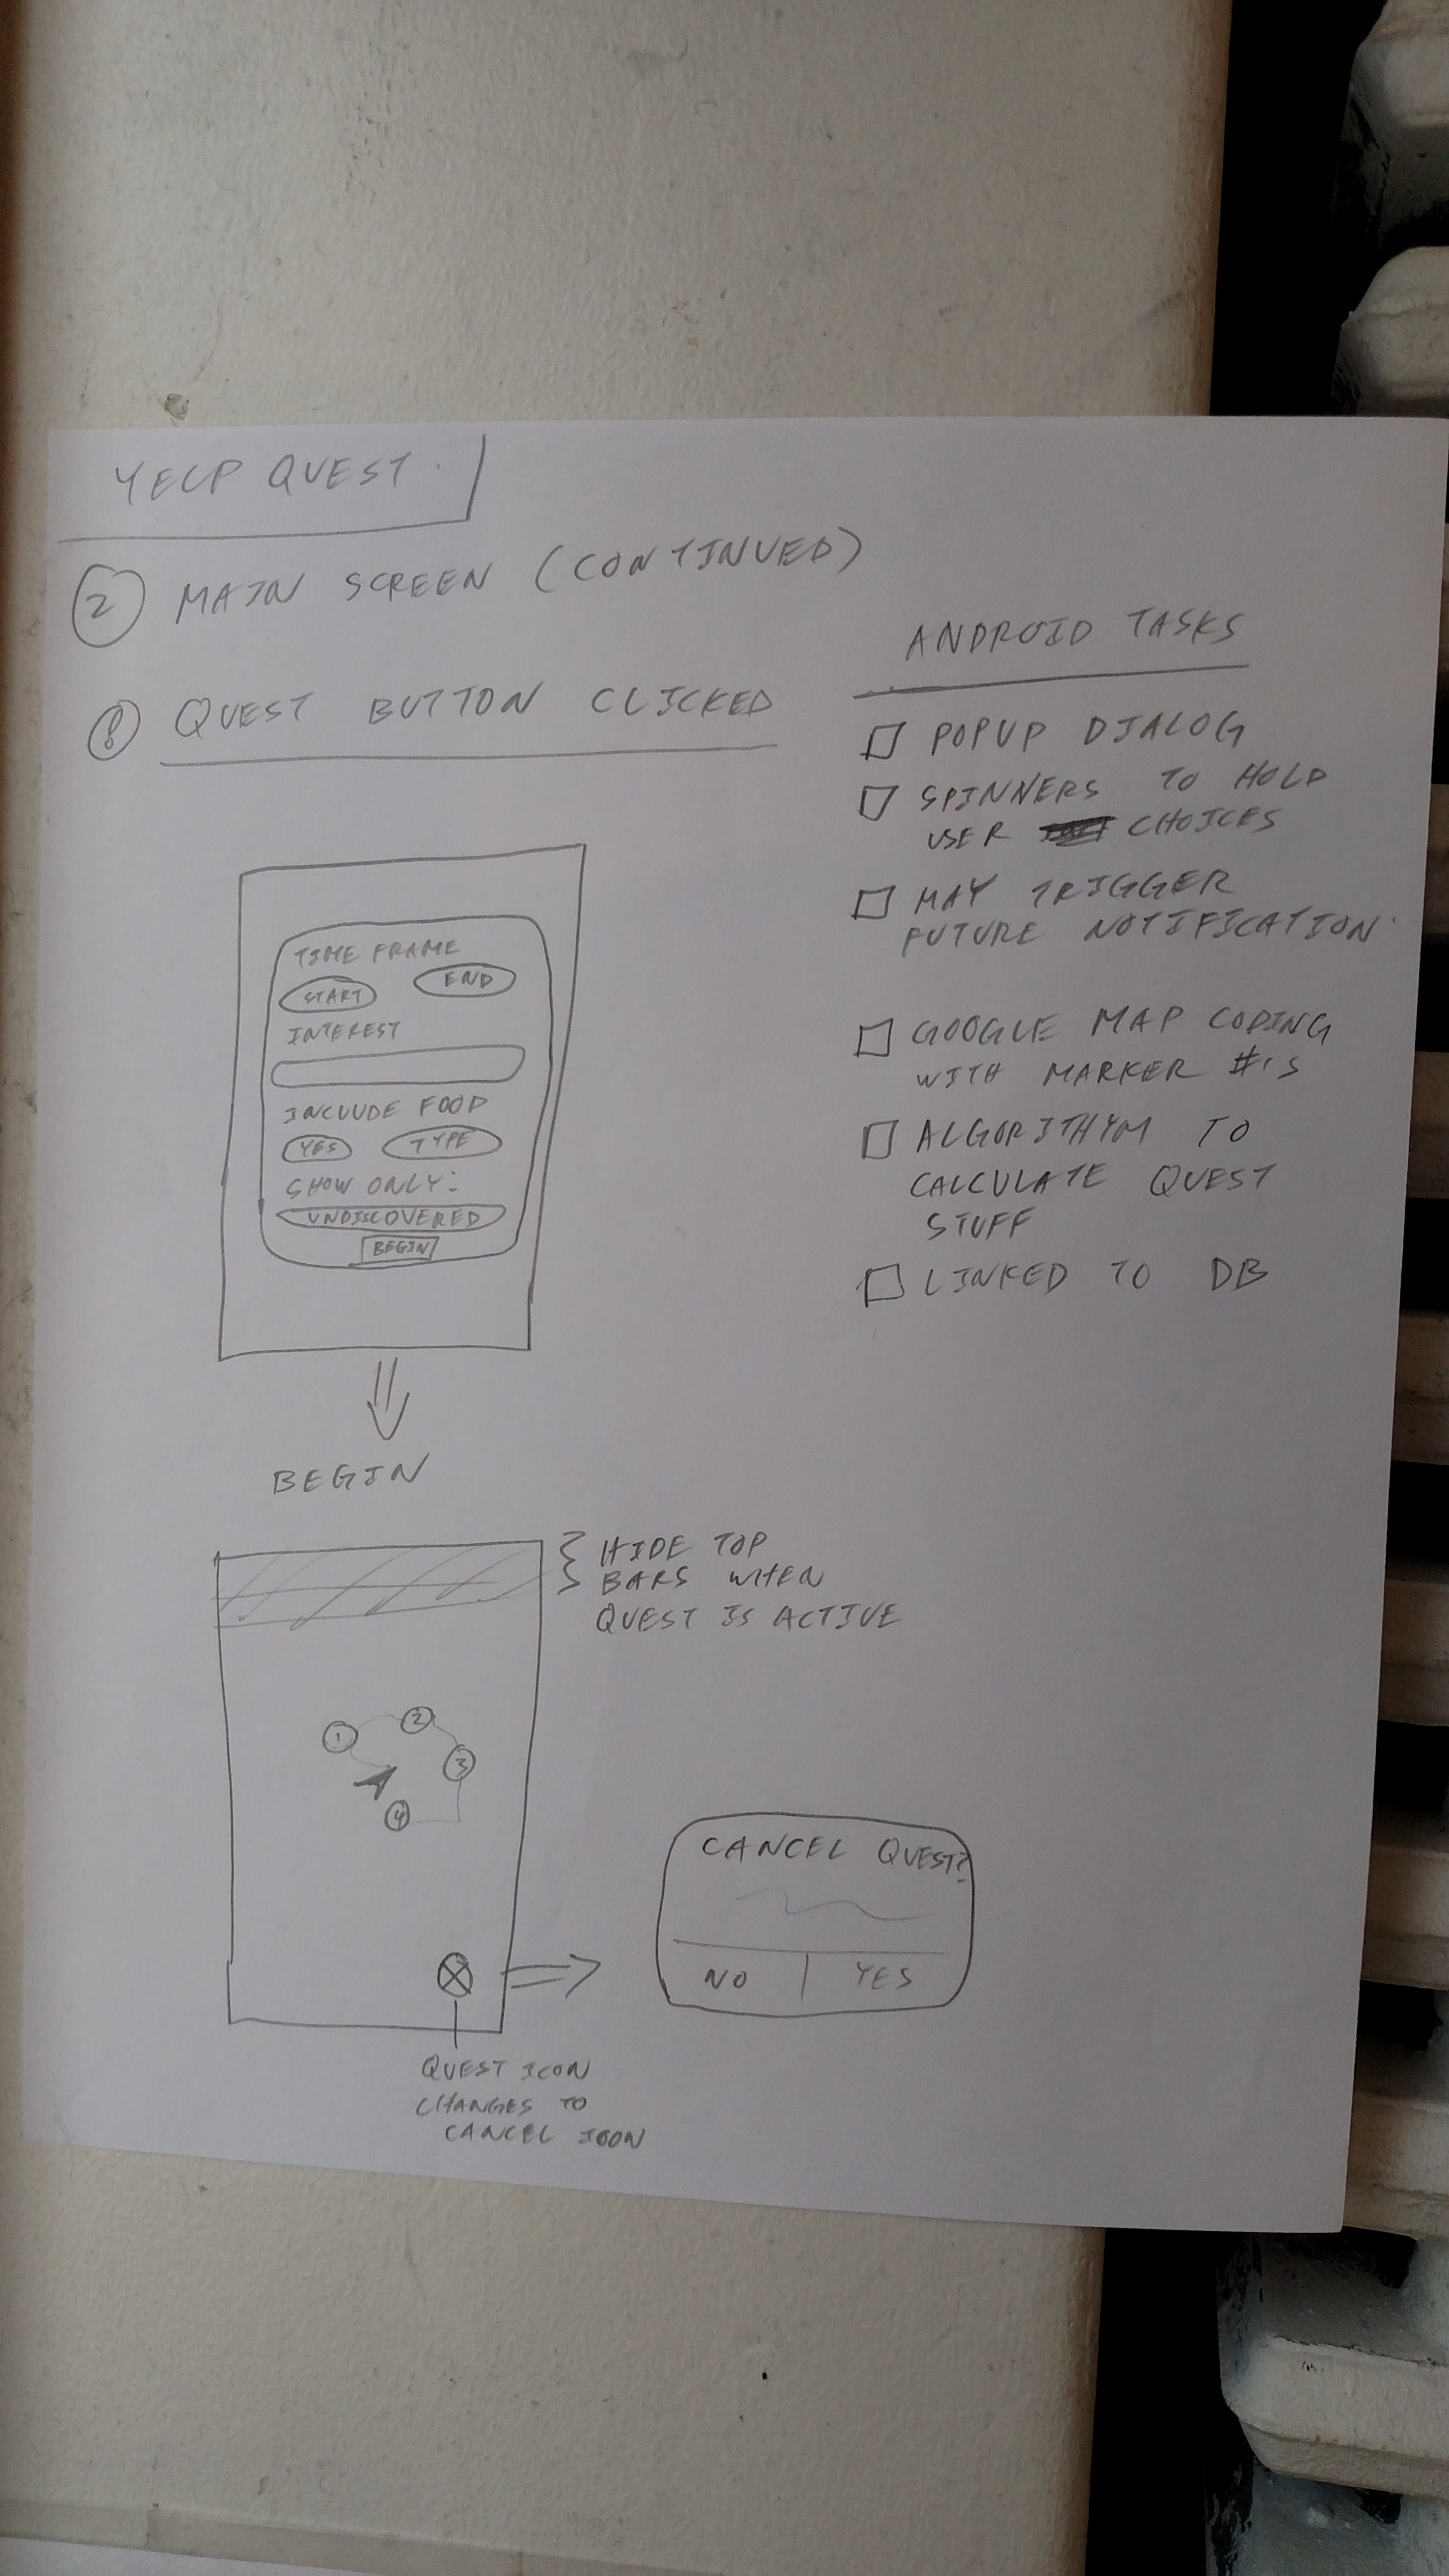 YELP QUEST
2 MAIN SCREEN (CONTINUED)
! QUEST BUTTON CLICKED
TIME FRAME
START END
INTEREST
INCLUDE FOOD
YES TYPE
SHOW ONLY:
UNDISCOVERED
BEGIN
BEGIN
HIDE TOP
BARS WHEN
QUEST IS ACTIVE
1 2
3
4
CANCEL QUEST?
NO YES
QUEST ICON
CHANGES TO
CANCEL ICON
ANDROID TASKS
POPUP DIALOG
SPINNERS TO HOLD
USER CHOICES
MAY TRIGGER
FUTURE NOTIFICATION
GOOGLE MAP CODING
WITH MARKER #'S
ALGORITHYM TO
CALCULATE QUEST
STUFF
LINKED TO DB